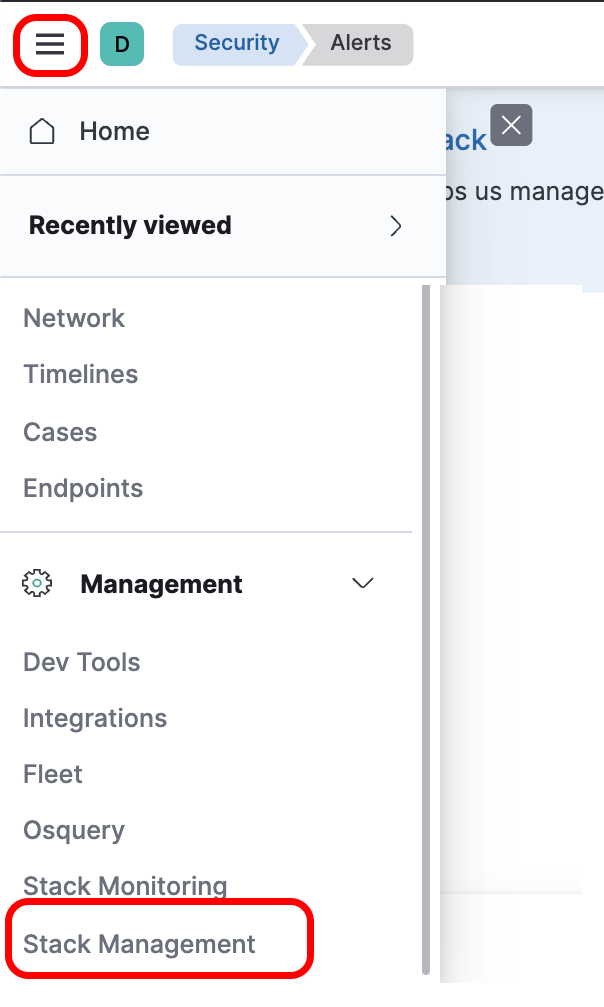 D Security Alerts
Home
ack
Recently viewed
os us manage
Network
Timelines
Cases
Endpoints
Management
Dev Tools
Integrations
Fleet
Osquery
Stack Monitoring
Stack Management